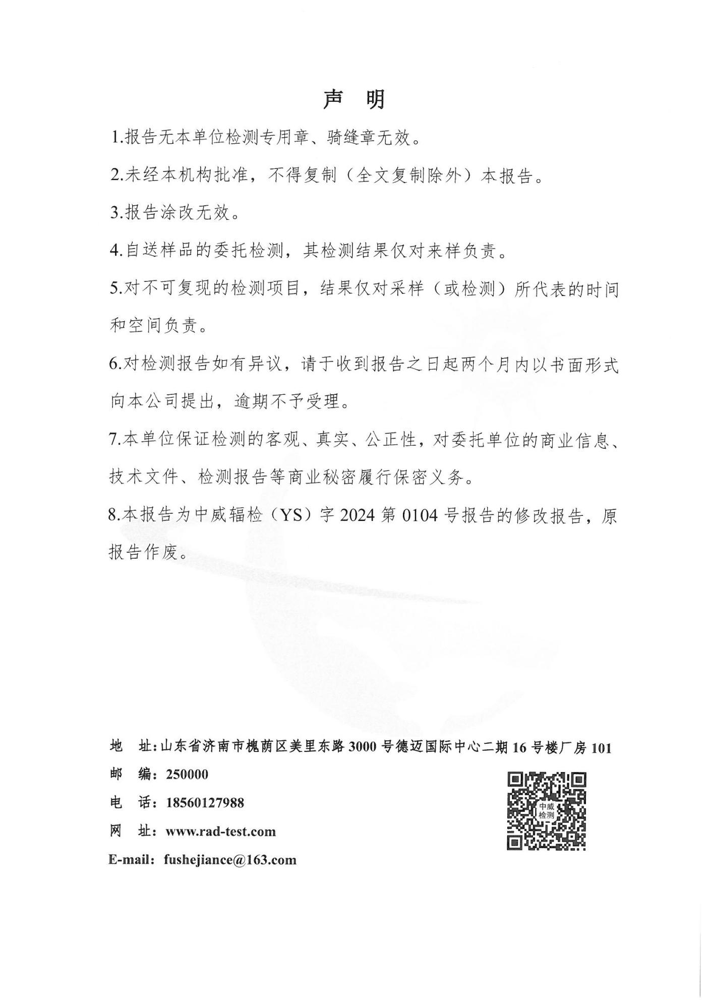 声 明
1.报告无本单位检测专用章、骑缝章无效。
2.未经本机构批准，不得复制（全文复制除外）本报告。
3.报告涂改无效。
4.自送样品的委托检测，其检测结果仅对来样负责。
5.对不可复现的检测项目，结果仅对采样（或检测）所代表的时间
和空间负责。
6.对检测报告如有异议，请于收到报告之日起两个月内以书面形式
向本公司提出，逾期不予受理。
7.本单位保证检测的客观、真实、公正性，对委托单位的商业信息、
技术文件、检测报告等商业秘密履行保密义务。
8.本报告为中威辐检（YS）字 2024 第 0104 号报告的修改报告，原
报告作废。
地 址：山东省济南市槐荫区美里东路 3000 号德迈国际中心二期 16 号楼厂房 101
邮 编：250000
电 话：18560127988
网 址：www.rad-test.com
E-mail：fushejiance@163.com
中威
检测